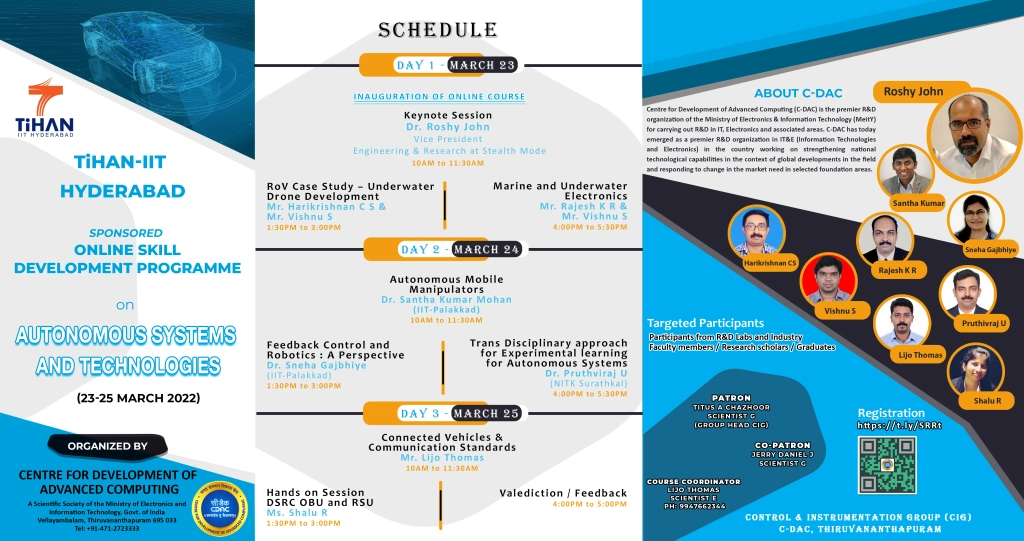 TiHAN
IIT HYDERABAD
TiHAN-IIT
HYDERABAD
SPONSORED
ONLINE SKILL
DEVELOPMENT PROGRAMME
on
AUTONOMOUS SYSTEMS
AND TECHNOLOGIES
(23-25 MARCH 2022)
ORGANIZED BY
CENTRE FOR DEVELOPMENT OF
ADVANCED COMPUTING
A Scientific Society of the Ministry of Electronics and
Information Technology, Govt. of India
Vellayambalam, Thiruvananthapuram 695 033
Tel: +91-471-2723333
सी डैक
CDAC
SCHEDULE
DAY 1 - MARCH 23
INAUGURATION OF ONLINE COURSE
Keynote Session
Dr. Roshy John
Vice President
Engineering & Research at Stealth Mode
10AM to 11:30AM
RoV Case Study – Underwater
Drone Development
Mr. Harikrishnan C S &
Mr. Vishnu S
1:30PM to 3:00PM
Marine and Underwater
Electronics
Mr. Rajesh K R &
Mr. Vishnu S
4:00PM to 5:30PM
DAY 2 - MARCH 24
Autonomous Mobile
Manipulators
Dr. Santha Kumar Mohan
(IIT-Palakkad)
10AM to 11:30AM
Feedback Control and
Robotics : A Perspective
Dr. Sneha Gajbhiye
(IIT-Palakkad)
1:30PM to 3:00PM
Trans Disciplinary approach
for Experimental learning
for Autonomous Systems
Dr. Pruthviraj U
(NITK Surathkal)
4:00PM to 5:30PM
DAY 3 - MARCH 25
Connected Vehicles &
Communication Standards
Mr. Lijo Thomas
10AM to 11:30AM
Hands on Session
DSRC OBU and RSU
Ms. Shalu R
1:30PM to 3:00PM
Valediction / Feedback
4:00PM to 5:00PM
ABOUT C-DAC
Centre for Development of Advanced Computing (C-DAC) is the premier R&D
organization of the Ministry of Electronics & Information Technology (MeitY)
for carrying out R&D in IT, Electronics and associated areas. C-DAC has today
emerged as a premier R&D organization in IT&E (Information Technologies
and Electronics) in the country working on strengthening national
technological capabilities in the context of global developments in the field
and responding to change in the market need in selected foundation areas.
Roshy John
Santha Kumar
Sneha Gajbhiye
Harikrishnan CS
Rajesh K R
Vishnu S
Pruthviraj U
Lijo Thomas
Shalu R
Targeted Participants
Participants from R&D Labs and Industry
Faculty members / Research scholars / Graduates
PATRON
TITUS A CHAZHOOR
SCIENTIST G
(GROUP HEAD CIG)
CO-PATRON
JERRY DANIEL J
SCIENTIST G
COURSE COORDINATOR
LIJO THOMAS
SCIENTIST E
PH: 9947662344
Registration
https://t.ly/SRRt
CONTROL & INSTRUMENTATION GROUP (CIG)
C-DAC, THIRUVANANTHAPURAM